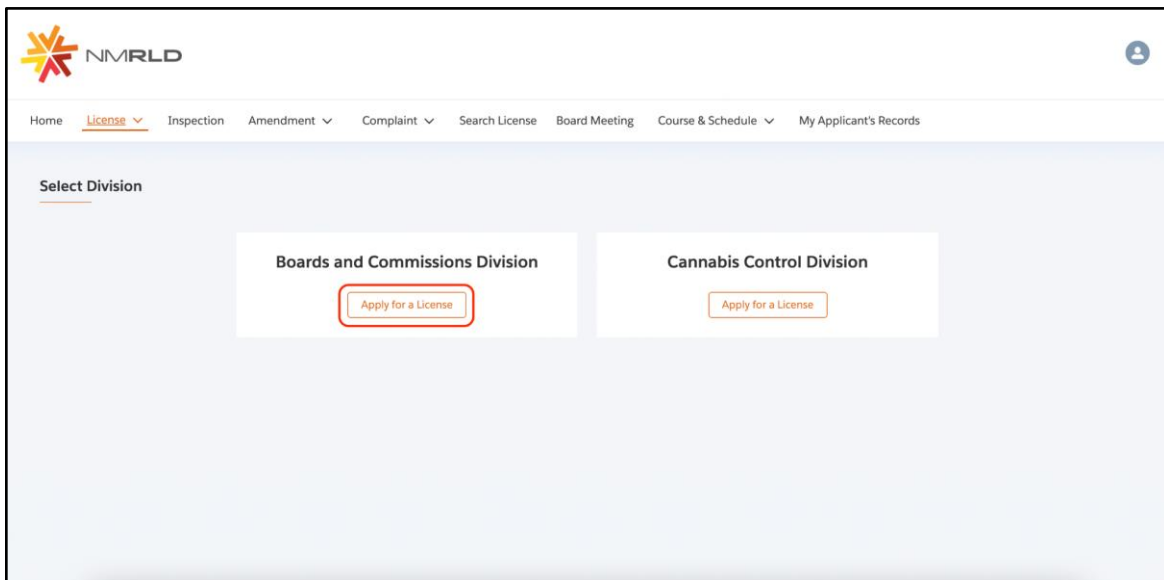 NMRLD
Home License Inspection Amendment Complaint Search License Board Meeting Course & Schedule My Applicant's Records
Select Division
Boards and Commissions Division Cannabis Control Division
Apply for a License Apply for a License